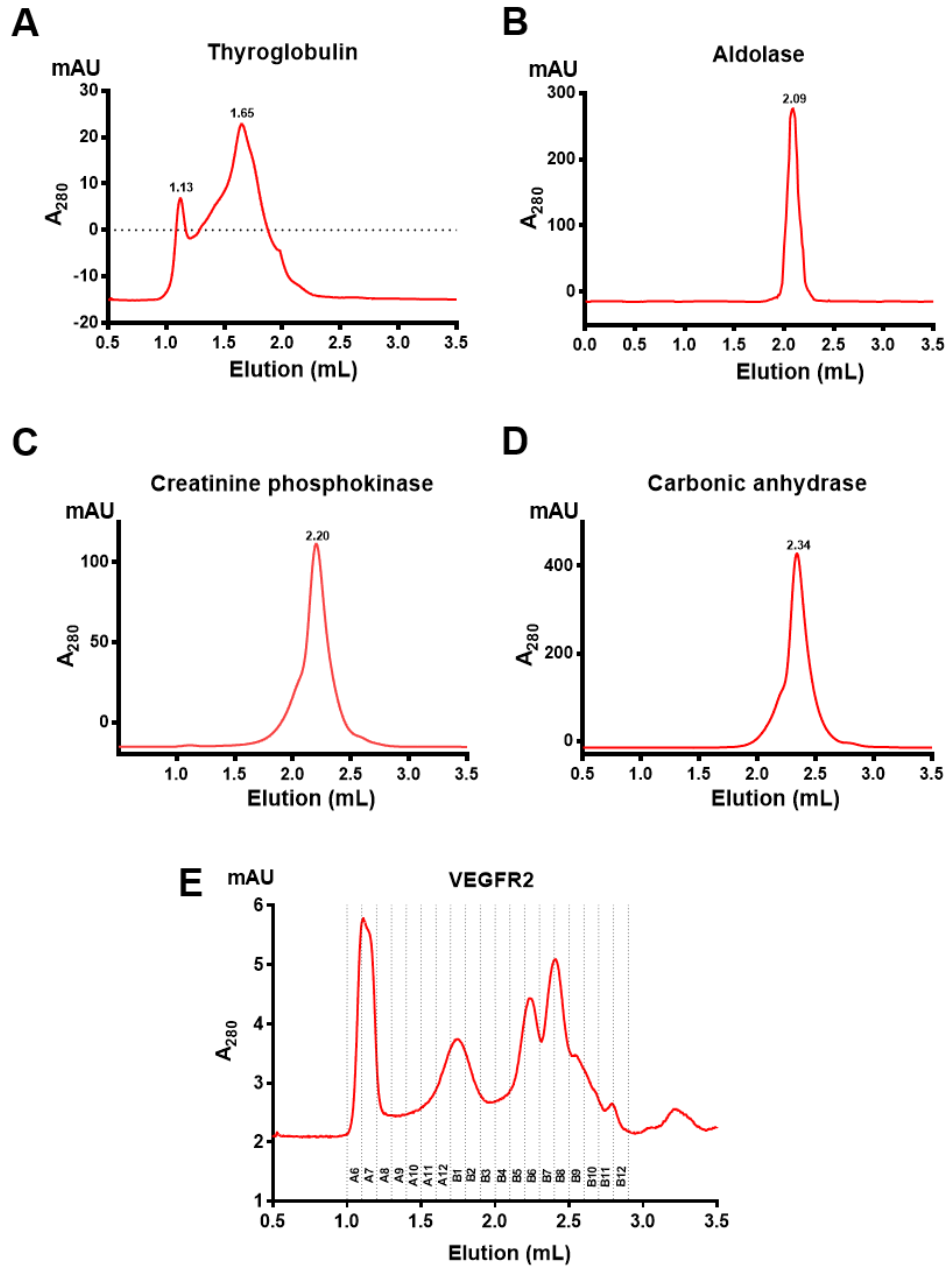 A
Thyroglobulin
mAU
30
20
10
0
-10
-20
A280
1.13
1.65
0.5 1.0 1.5 2.0 2.5 3.0 3.5
Elution (mL)
B
Aldolase
mAU
300
200
100
0
A280
2.09
0.0 0.5 1.0 1.5 2.0 2.5 3.0 3.5
Elution (mL)
C
Creatinine phosphokinase
mAU
100
50
0
A280
2.20
1.0 1.5 2.0 2.5 3.0 3.5
Elution (mL)
D
Carbonic anhydrase
mAU
400
200
0
A280
2.34
0.5 1.0 1.5 2.0 2.5 3.0 3.5
Elution (mL)
E
mAU
VEGFR2
6
5
4
3
2
1
A280
A6 A7 A8 A9 A10 A11 A12 B1 B2 B3 B4 B5 B6 B7 B8 B9 B10 B11 B12
0.5 1.0 1.5 2.0 2.5 3.0 3.5
Elution (mL)